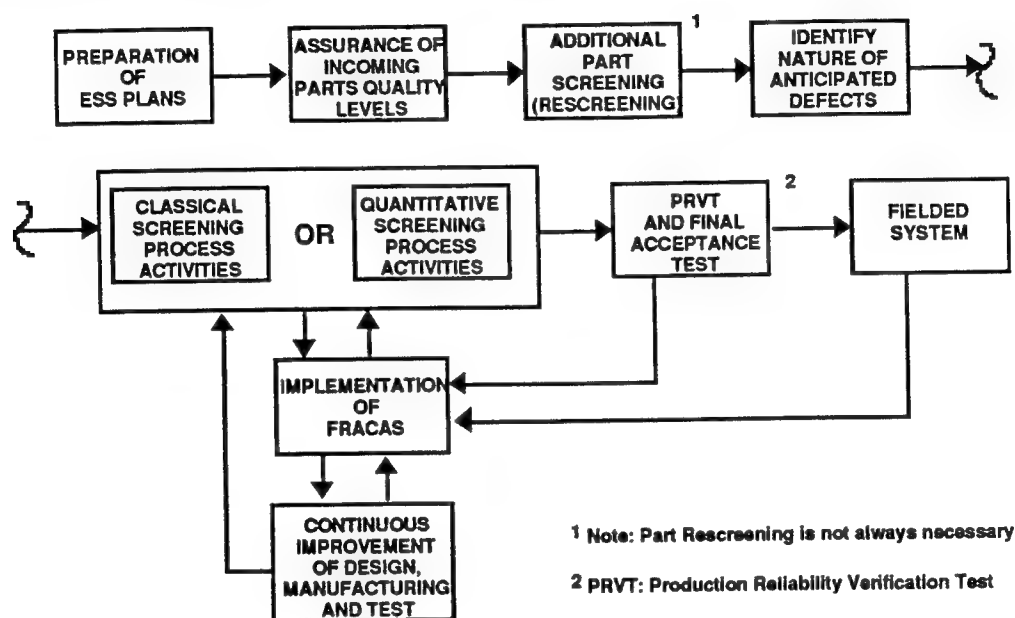 PREPARATION
OF
ESS PLANS
ASSURANCE OF
INCOMING
PARTS QUALITY
LEVELS
1
ADDITIONAL
PART
SCREENING
(RESCREENING)
IDENTIFY
NATURE OF
ANTICIPATED
DEFECTS
CLASSICAL
SCREENING
PROCESS
ACTIVITIES
OR
QUANTITATIVE
SCREENING
PROCESS
ACTIVITIES
2
PRVT
AND FINAL
ACCEPTANCE
TEST
FIELDED
SYSTEM
IMPLEMENTATION
OF
FRACAS
CONTINUOUS
IMPROVEMENT
OF DESIGN,
MANUFACTURING
AND TEST
1 Note: Part Rescreening is not always necessary
2 PRVT: Production Reliability Verification Test